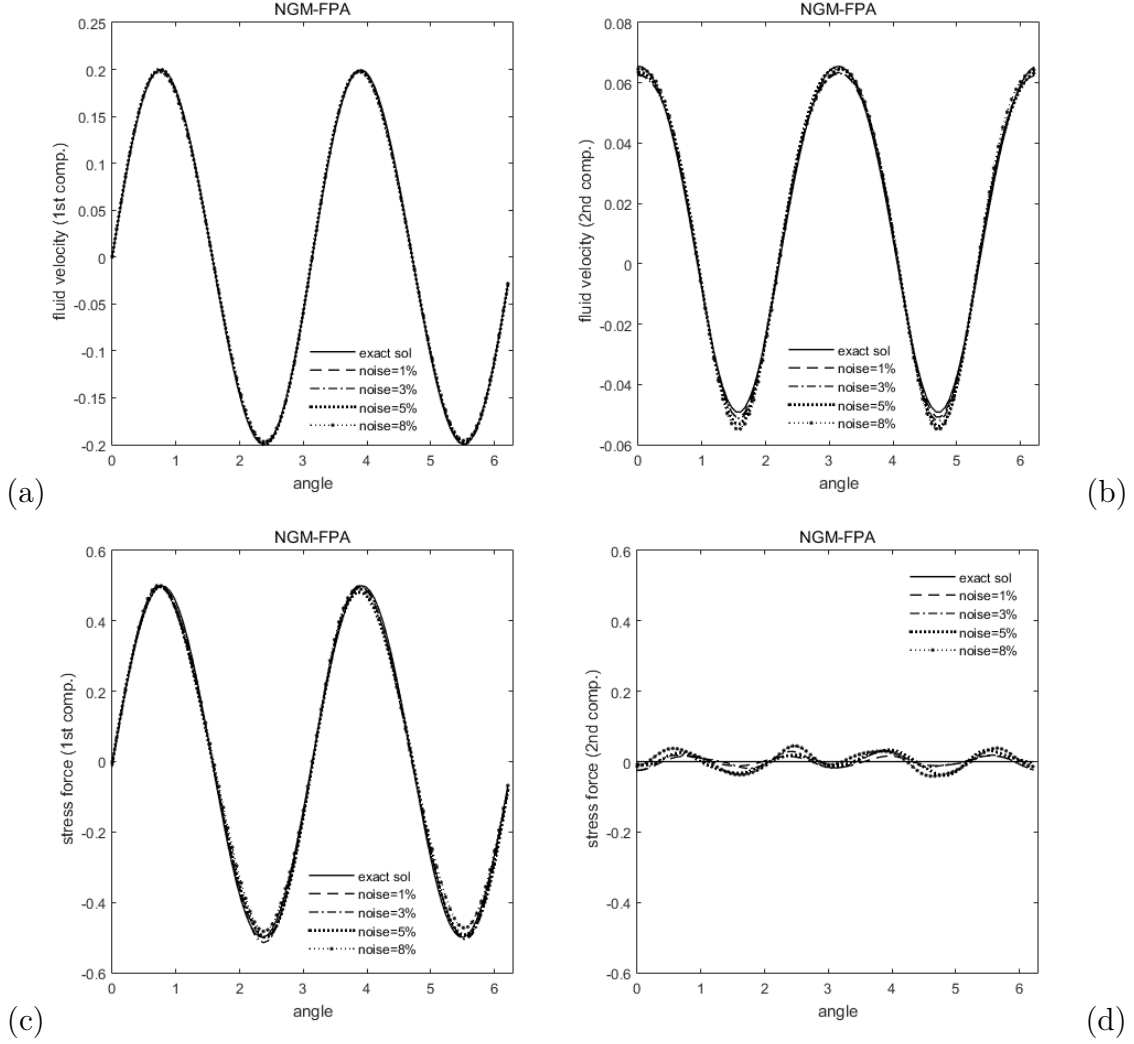 NGM-FPA
0.25
0.2
0.15
0.1
0.05
0
-0.05
-0.1
-0.15
-0.2
fluid velocity (1st comp.)
exact sol
noise=1%
noise=3%
noise=5%
noise=8%
0 1 2 3 4 5 6
angle
(a)
NGM-FPA
0.08
0.06
0.04
0.02
0
-0.02
-0.04
-0.06
fluid velocity (2nd comp.)
exact sol
noise=1%
noise=3%
noise=5%
noise=8%
0 1 2 3 4 5 6
angle
(b)
NGM-FPA
0.6
0.4
0.2
0
-0.2
-0.4
-0.6
stress force (1st comp.)
exact sol
noise=1%
noise=3%
noise=5%
noise=8%
0 1 2 3 4 5 6
angle
(c)
NGM-FPA
0.6
0.4
0.2
0
-0.2
-0.4
-0.6
stress force (2nd comp.)
exact sol
noise=1%
noise=3%
noise=5%
noise=8%
0 1 2 3 4 5 6
angle
(d)